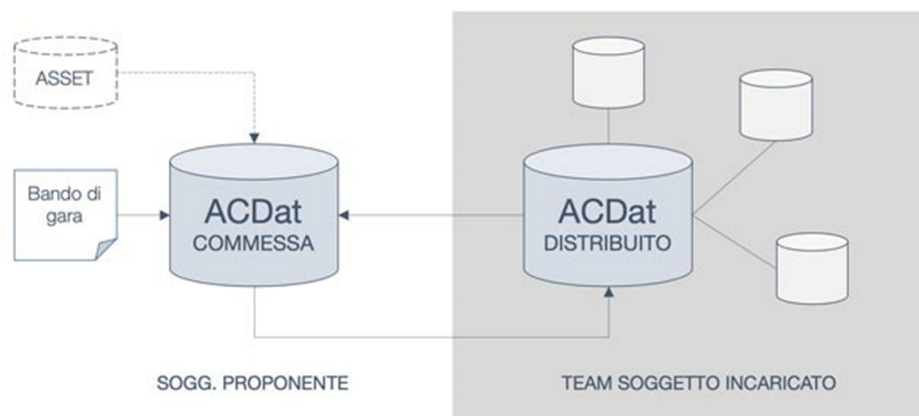 ASSET
Bando di
gara
ACDat
COMMESSA
ACDat
DISTRIBUITO
SOGG. PROPONENTE
TEAM SOGGETTO INCARICATO